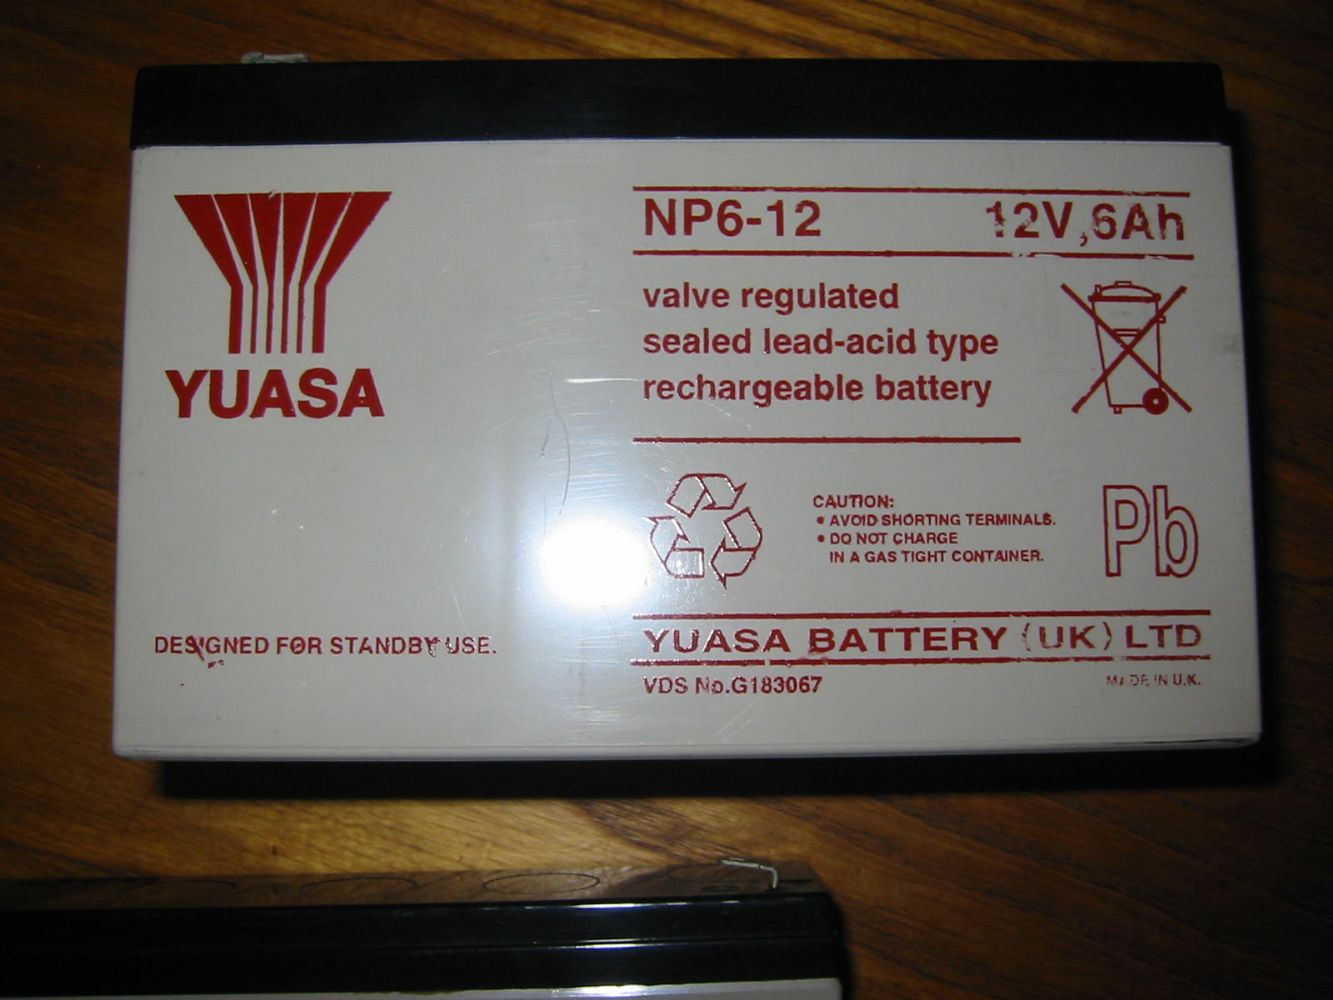 YUASA
DESIGNED FOR STANDBY USE.
NP6-12 12V,6Ah
valve regulated
sealed lead-acid type
rechargeable battery
CAUTION:
• AVOID SHORTING TERMINALS.
• DO NOT CHARGE
IN A GAS TIGHT CONTAINER.
Pb
YUASA BATTERY (UK) LTD
VDS No.G183067
MADE IN U.K.